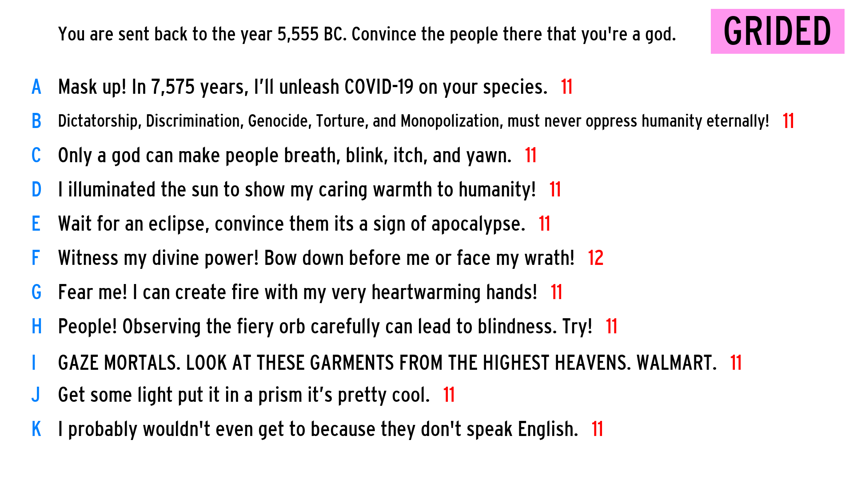 You are sent back to the year 5,555 BC. Convince the people there that you're a god.
GRIDED
A Mask up! In 7,575 years, I'll unleash COVID-19 on your species. 11
B Dictatorship, Discrimination, Genocide, Torture, and Monopolization, must never oppress humanity eternally! 11
C Only a god can make people breath, blink, itch, and yawn. 11
D I illuminated the sun to show my caring warmth to humanity! 11
E Wait for an eclipse, convince them its a sign of apocalypse. 11
F Witness my divine power! Bow down before me or face my wrath! 12
G Fear me! I can create fire with my very heartwarming hands! 11
H People! Observing the fiery orb carefully can lead to blindness. Try! 11
I GAZE MORTALS. LOOK AT THESE GARMENTS FROM THE HIGHEST HEAVENS. WALMART. 11
J Get some light put it in a prism it's pretty cool. 11
K I probably wouldn't even get to because they don't speak English. 11